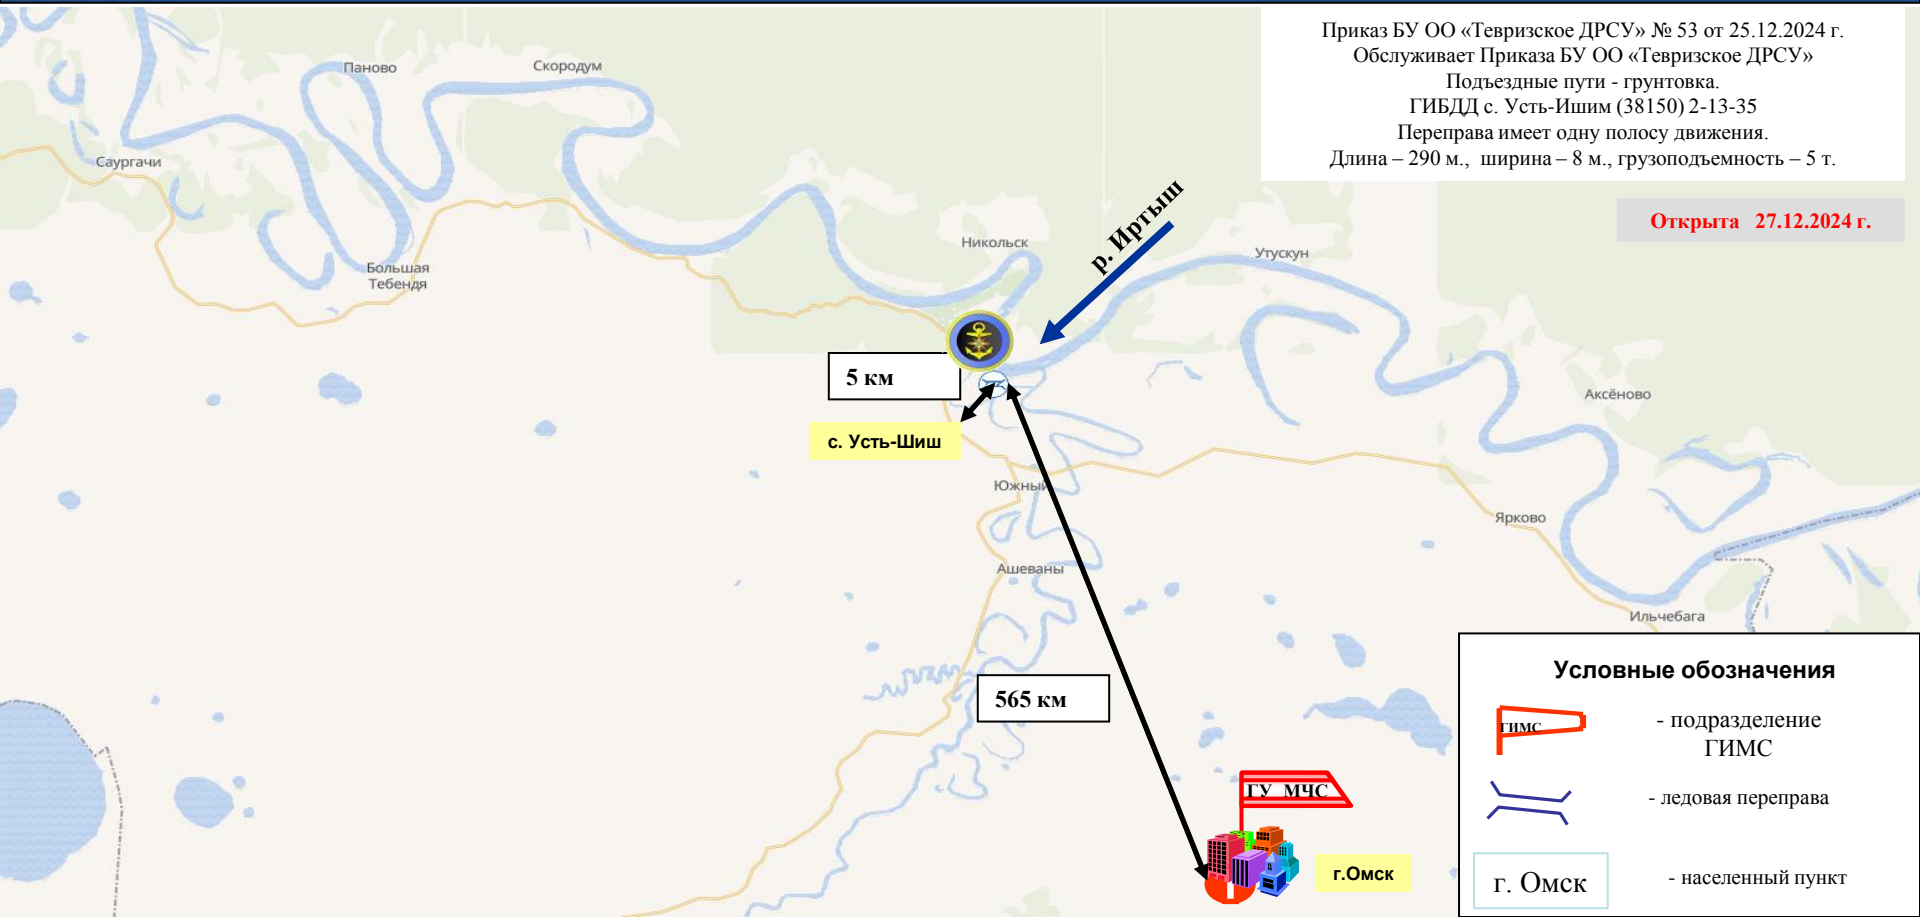 Приказ БУ ОО «Тевризское ДРСУ» № 53 от 25.12.2024 г.
Обслуживает Приказа БУ ОО «Тевризское ДРСУ»
Подъездные пути - грунтовка.
ГИБДД с. Усть-Ишим (38150) 2-13-35
Переправа имеет одну полосу движения.
Длина – 290 м., ширина – 8 м., грузоподъемность – 5 т.
Открыта 27.12.2024 г.
Паново
Скородум
Саургачи
Большая
Тебендя
Никольск
р. Иртыш
Утускун
5 км
с. Усть-Шиш
Аксёново
Южный
Ярково
Ашеваны
Ильчебага
565 км
ГУ МЧС
г.Омск
Условные обозначения
ГИМС
- подразделение
ГИМС
- ледовая переправа
г. Омск
- населенный пункт